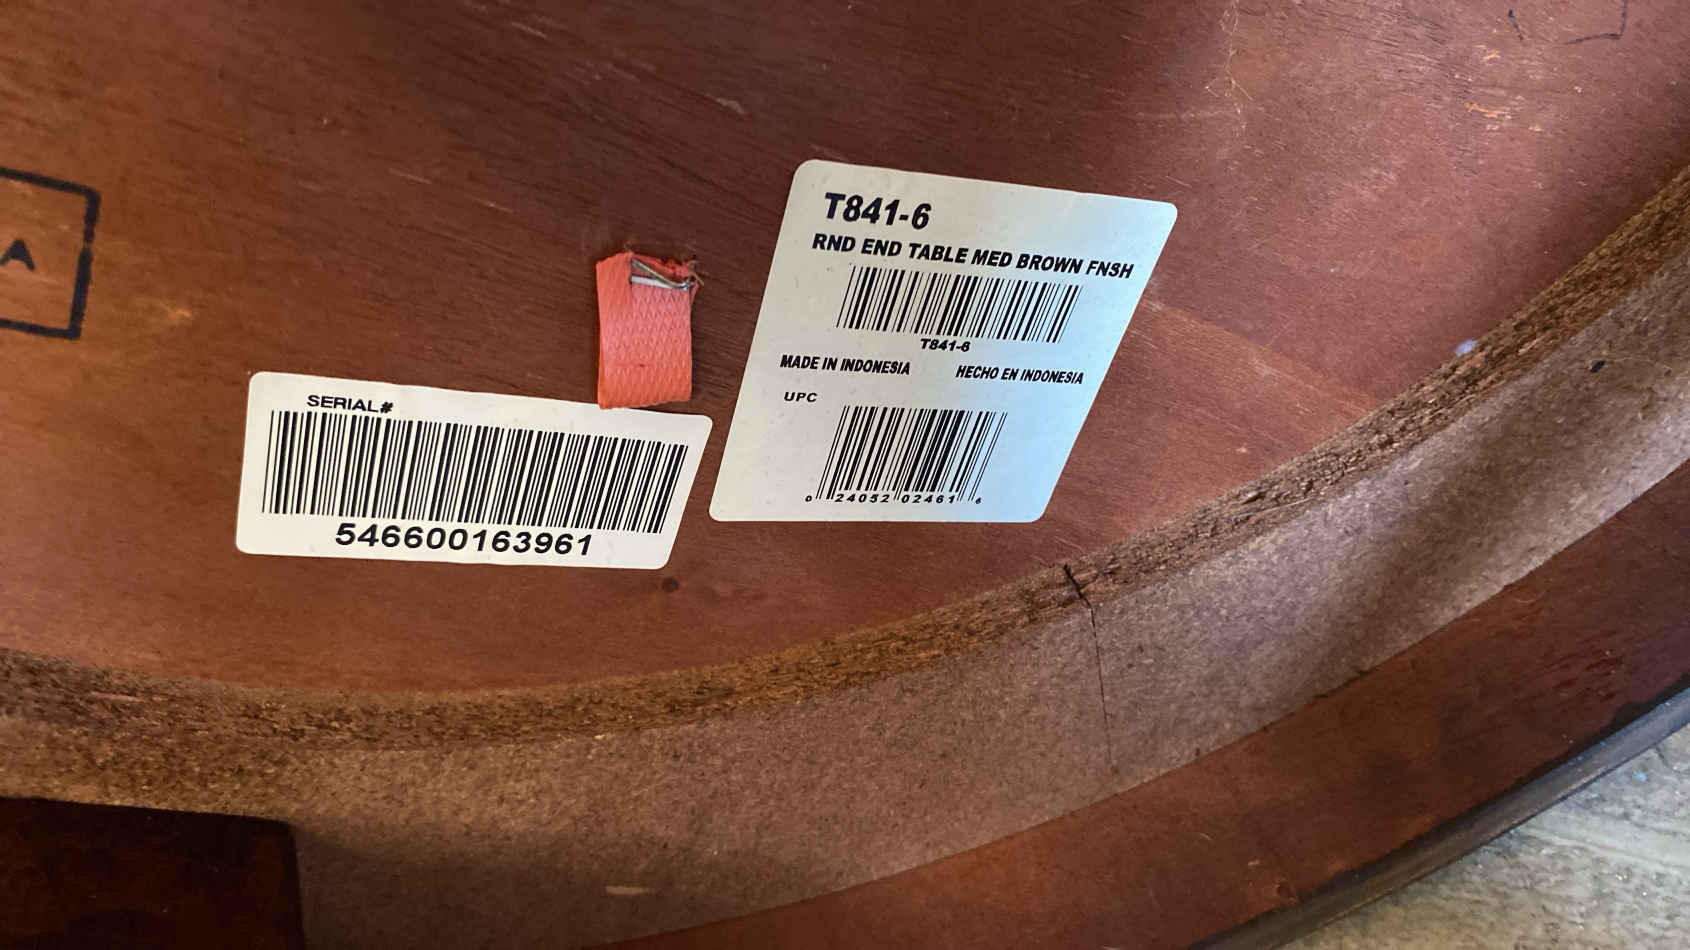 A
T841-6
RND END TABLE MED BROWN FNSH
T841-6
MADE IN INDONESIA HECHO EN INDONESIA
UPC
0 24052 02461 6
SERIAL#
546600163961